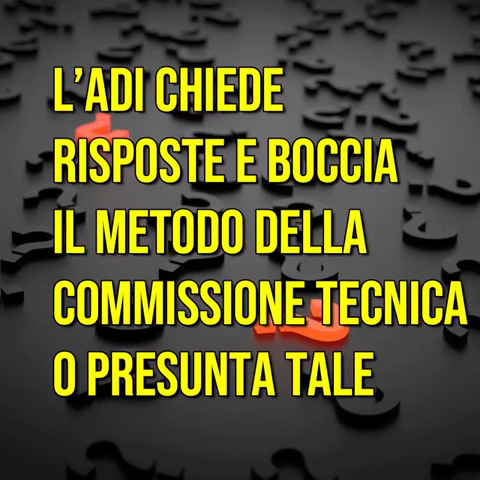 L’ADI CHIEDE
RISPOSTE E BOCCIA
IL METODO DELLA
COMMISSIONE TECNICA
O PRESUNTA TALE